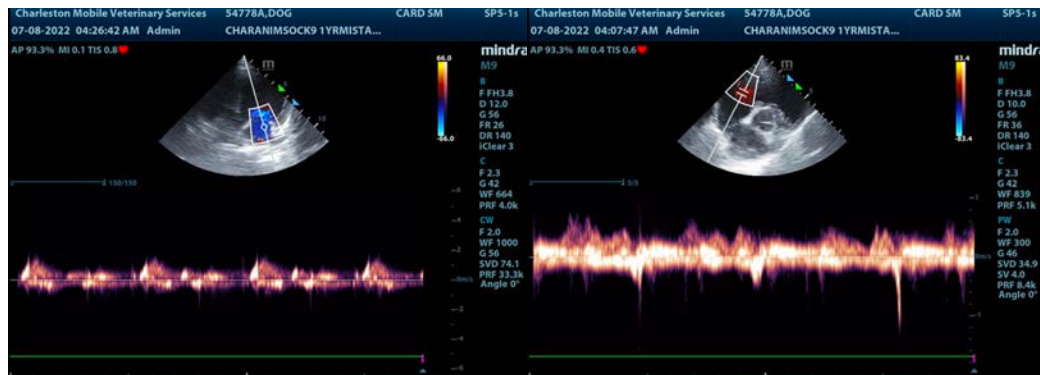 Charleston Mobile Veterinary Services 54778A,DOG CARD SM SP5-1s
07-08-2022 04:26:42 AM Admin CHARANIMSOCK9 1YRMISTA...
AP 93.3% MI 0.1 TIS 0.8
mindra
M9
m
5
10
66.0
-66.0
B
F FH3.8
D 12.0
G 56
FR 26
DR 140
iClear 3
C
F 2.3
G 42
WF 664
PRF 4.0k
CW
F 2.0
WF 1000
G 56
SVD 74.1
PRF 33.3k
Angle 0°
150/150
0m/s
Charleston Mobile Veterinary Services 54778A,DOG CARD SM SP5-1s
07-08-2022 04:07:47 AM Admin CHARANIMSOCK9 1YRMISTA...
AP 93.3% MI 0.4 TIS 0.6
mindra
M9
m
83.4
-83.4
B
F FH3.8
D 10.0
G 56
FR 36
DR 140
iClear 3
C
F 2.3
G 42
WF 839
PRF 5.1k
PW
F 2.0
WF 300
G 46
SVD 34.9
SV 4.0
PRF 8.4k
Angle 0°
5/5